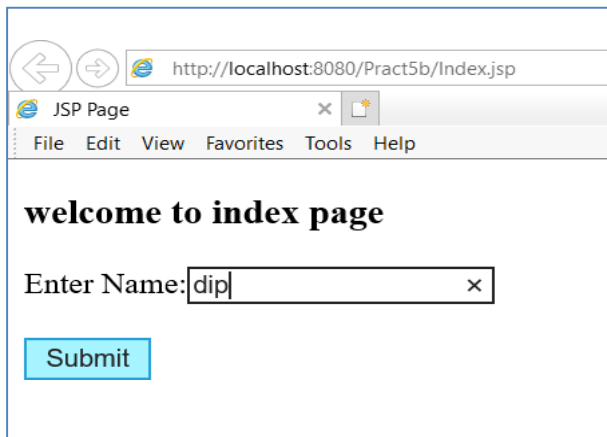 http://localhost:8080/Pract5b/Index.jsp
JSP Page
File Edit View Favorites Tools Help
welcome to index page
Enter Name: dip
Submit